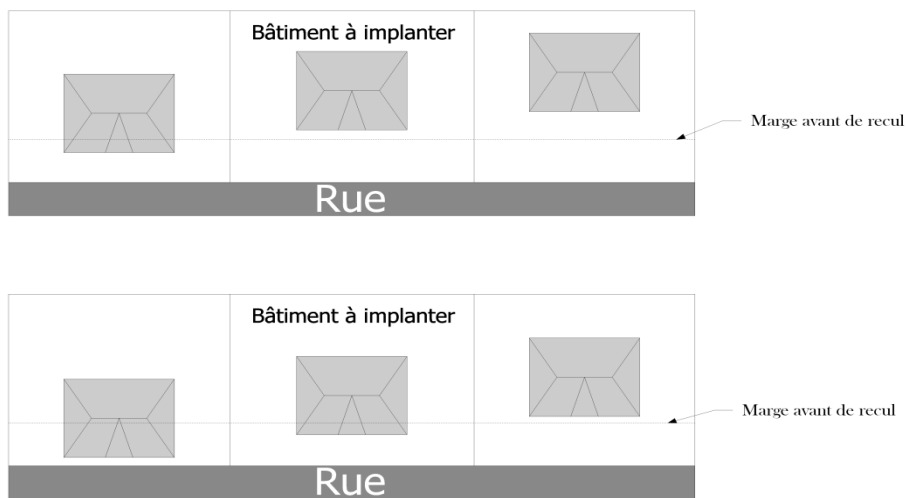 Bâtiment à implanter
Marge avant de recul
Rue
Bâtiment à implanter
Marge avant de recul
Rue